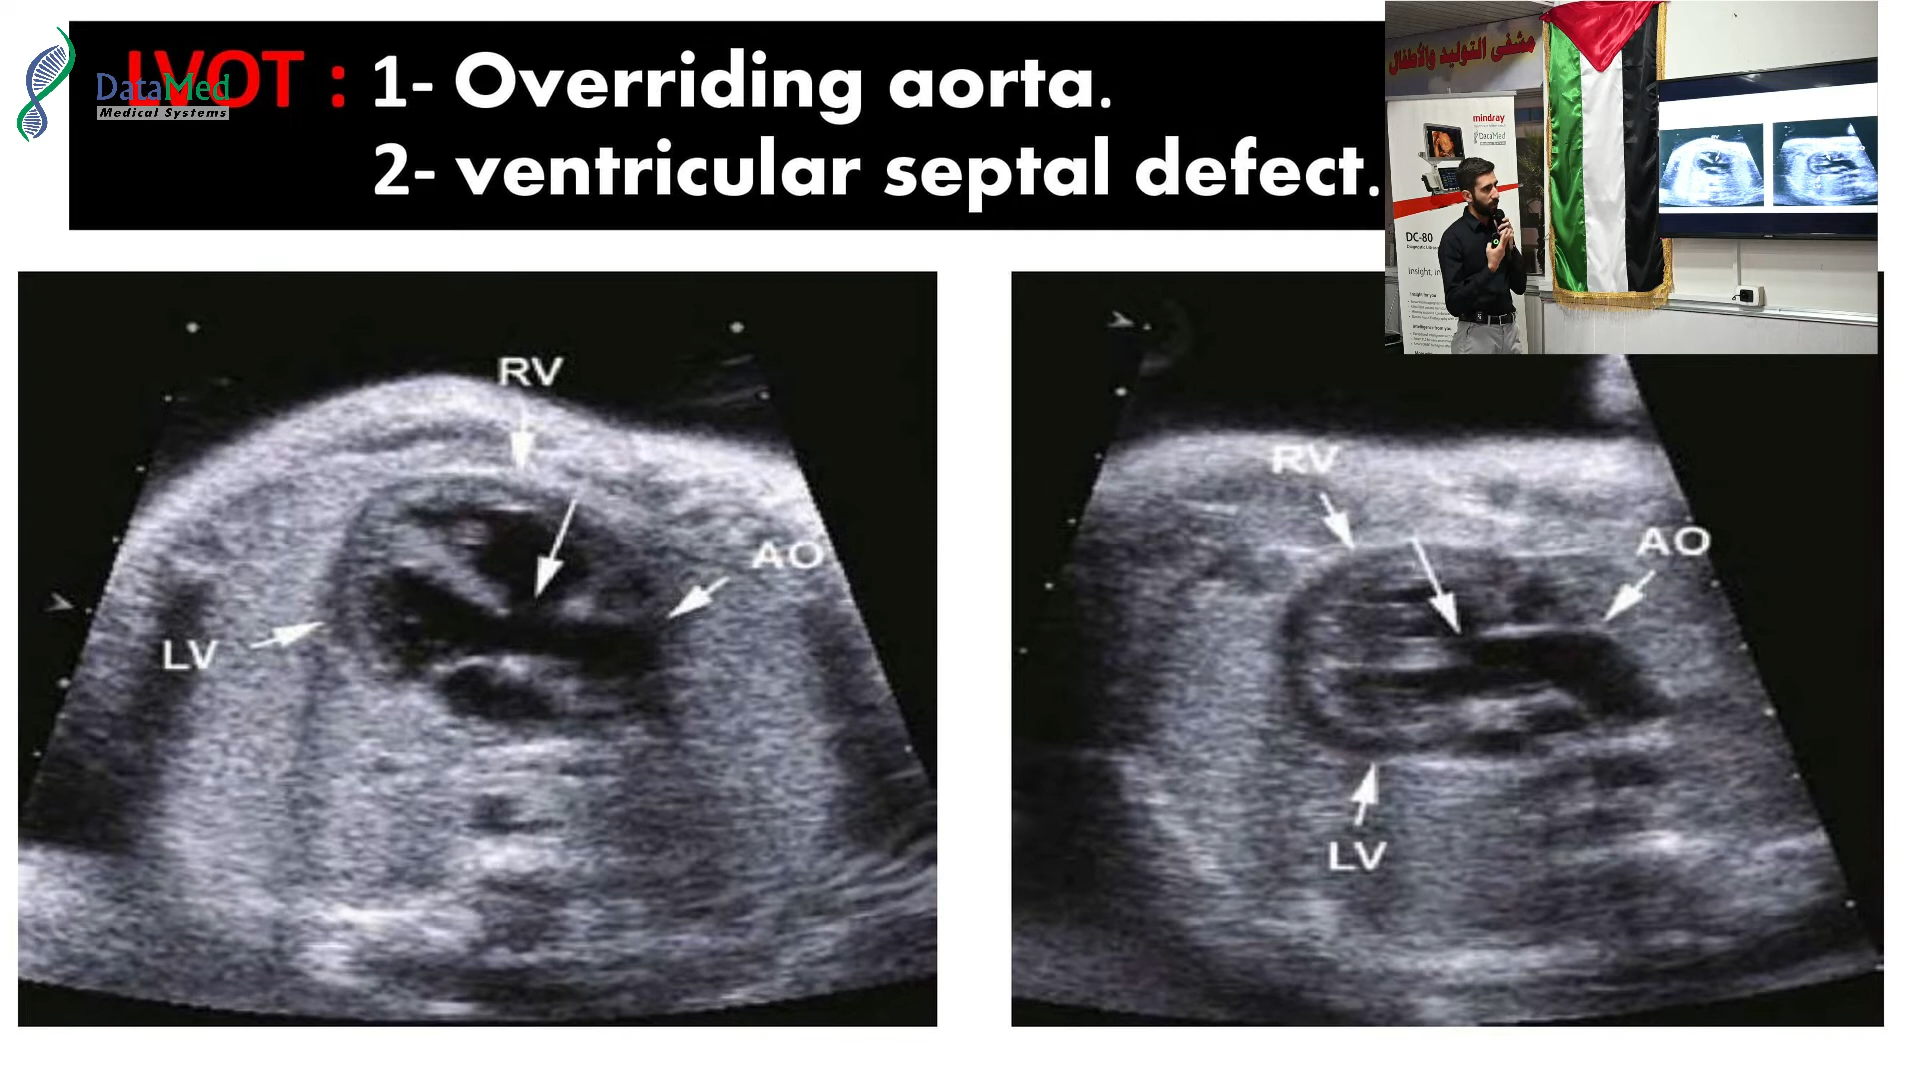 LVOT : 1- Overriding aorta.
2- ventricular septal defect.
DataMed
Medical Systems
مشفى التوليد والأطفال
mindray
DataMed
DC-80
RV
LV
AO
RV
AO
LV